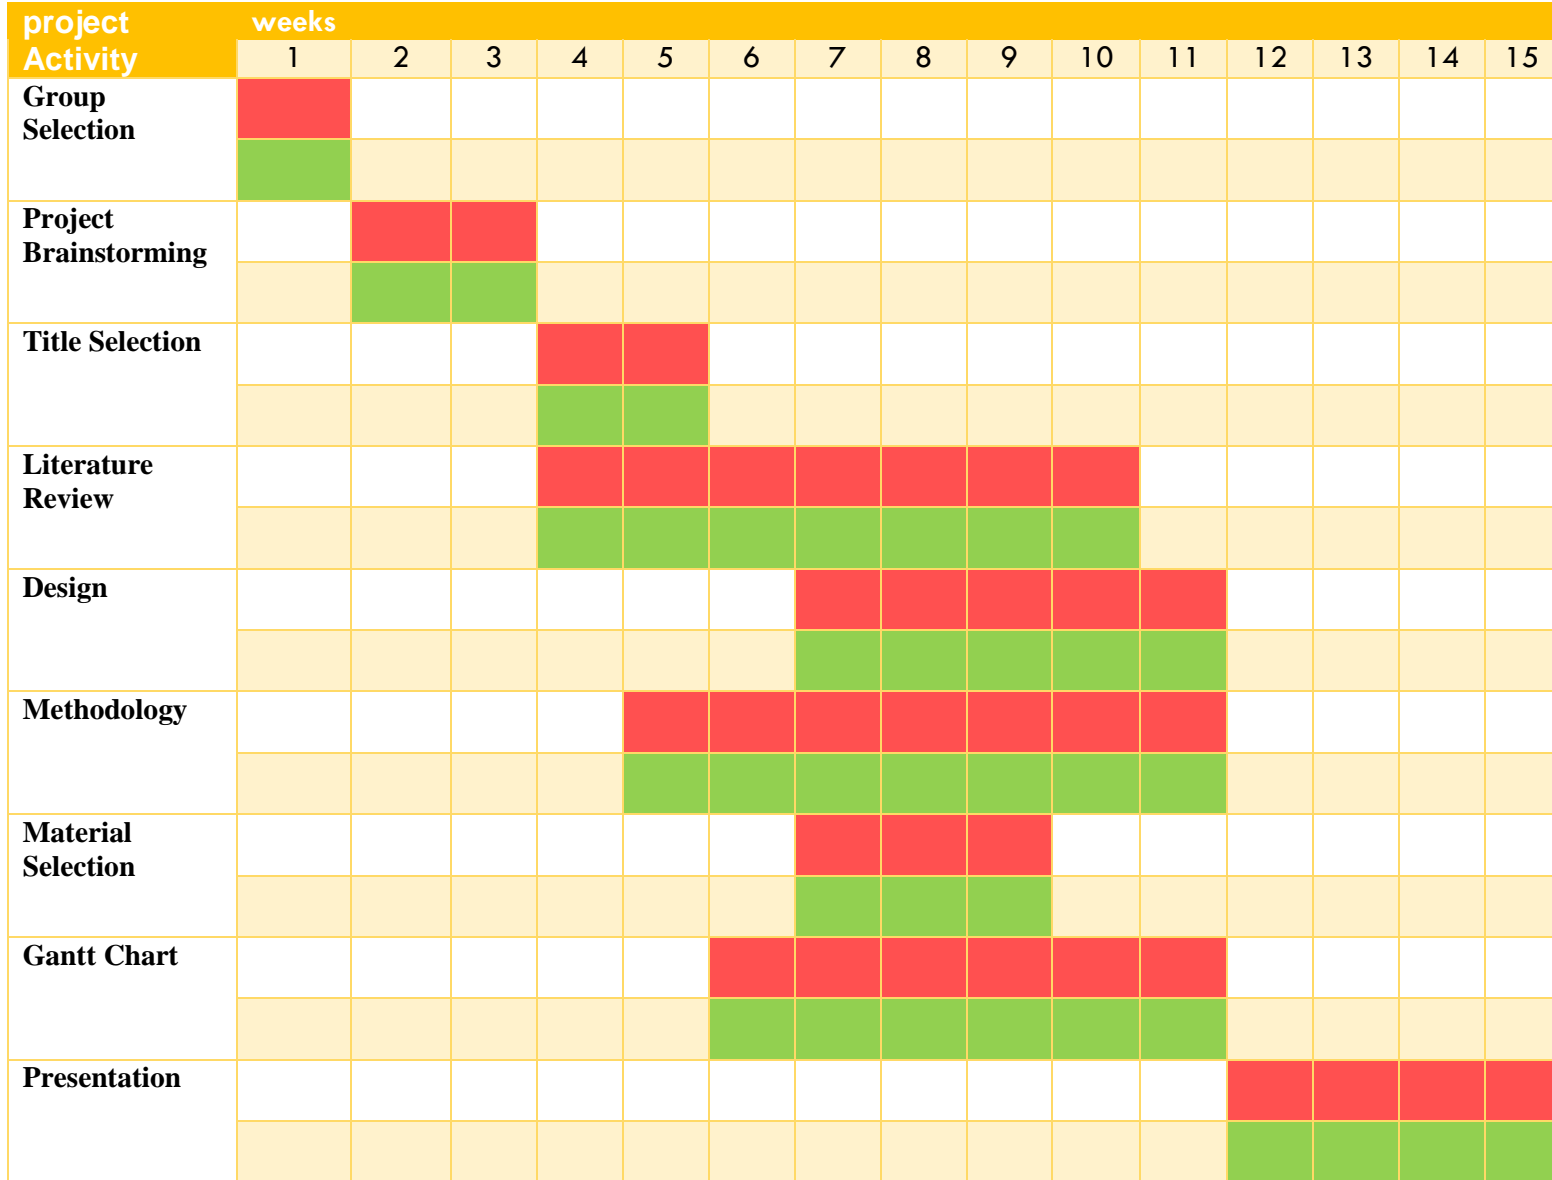 project weeks
Activity 1 2 3 4 5 6 7 8 9 10 11 12 13 14 15
Group
Selection
Project
Brainstorming
Title Selection
Literature
Review
Design
Methodology
Material
Selection
Gantt Chart
Presentation